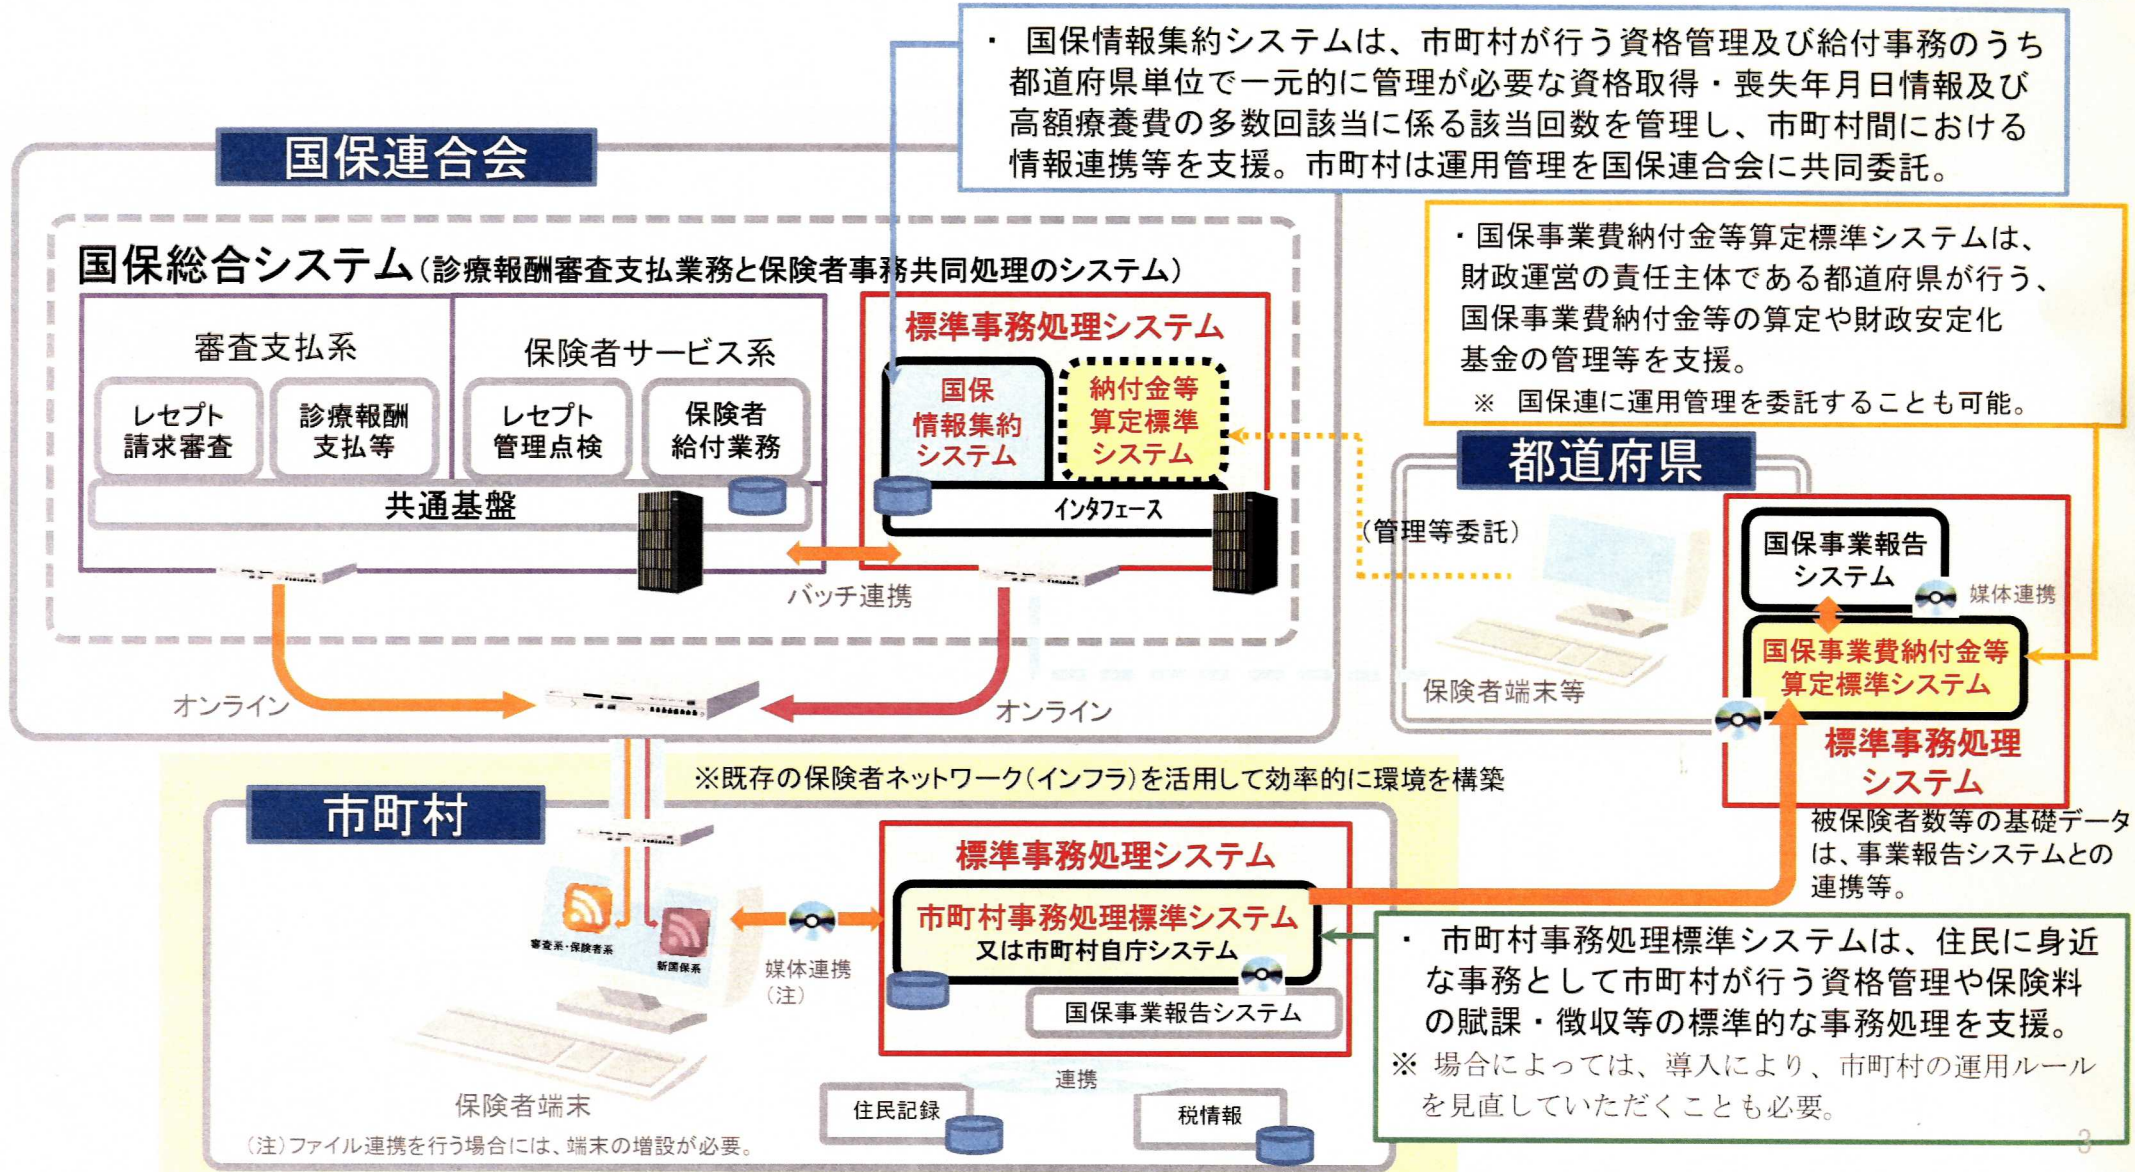 ・ 国保情報集約システムは、市町村が行う資格管理及び給付事務のうち
都道府県単位で一元的に管理が必要な資格取得・喪失年月日情報及び
高額療養費の多数回該当に係る該当回数を管理し、市町村間における
情報連携等を支援。市町村は運用管理を国保連合会に共同委託。
国保連合会
国保総合システム(診療報酬審査支払業務と保険者事務共同処理のシステム)
審査支払系
レセプト
請求審査
診療報酬
支払等
保険者サービス系
レセプト
管理点検
保険者
給付業務
共通基盤
標準事務処理システム
国保
情報集約
システム
納付金等
算定標準
システム
インタフェース
バッチ連携
オンライン
オンライン
・国保事業費納付金等算定標準システムは、
財政運営の責任主体である都道府県が行う、
国保事業費納付金等の算定や財政安定化
基金の管理等を支援。
※ 国保連に運用管理を委託することも可能。
都道府県
(管理等委託)
保険者端末等
国保事業報告
システム
媒体連携
国保事業費納付金等
算定標準システム
標準事務処理
システム
被保険者数等の基礎データ
は、事業報告システムとの
連携等。
※既存の保険者ネットワーク(インフラ)を活用して効率的に環境を構築
市町村
審査系・保険者系
新国保系
媒体連携
(注)
保険者端末
(注)ファイル連携を行う場合には、端末の増設が必要。
標準事務処理システム
市町村事務処理標準システム
又は市町村自庁システム
国保事業報告システム
連携
住民記録
税情報
・ 市町村事務処理標準システムは、住民に身近
な事務として市町村が行う資格管理や保険料
の賦課・徴収等の標準的な事務処理を支援。
※ 場合によっては、導入により、市町村の運用ルール
を見直していただくことも必要。
3